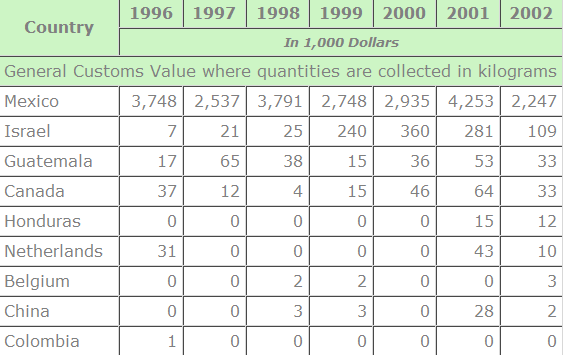 Country 1996 1997 1998 1999 2000 2001 2002
In 1,000 Dollars
General Customs Value where quantities are collected in kilograms
Mexico 3,748 2,537 3,791 2,748 2,935 4,253 2,247
Israel 7 21 25 240 360 281 109
Guatemala 17 65 38 15 36 53 33
Canada 37 12 4 15 46 64 33
Honduras 0 0 0 0 0 15 12
Netherlands 31 0 0 0 0 43 10
Belgium 0 0 2 2 0 0 3
China 0 0 3 3 0 28 2
Colombia 1 0 0 0 0 0 0